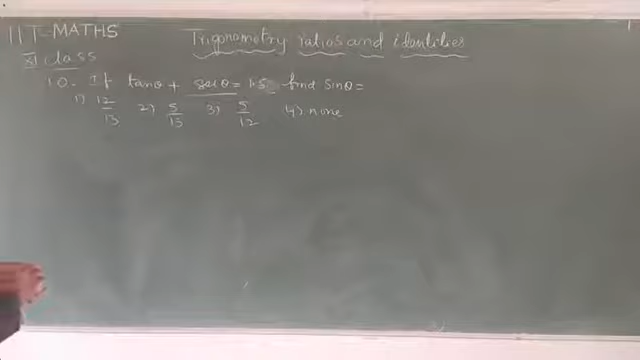 IIT-MATHS
Trigonometry ratios and identities
XI class
10. If tanθ + secθ = 1.5 find sinθ =
1) 12/13 2) 5/13 3) 5/12 (4) none